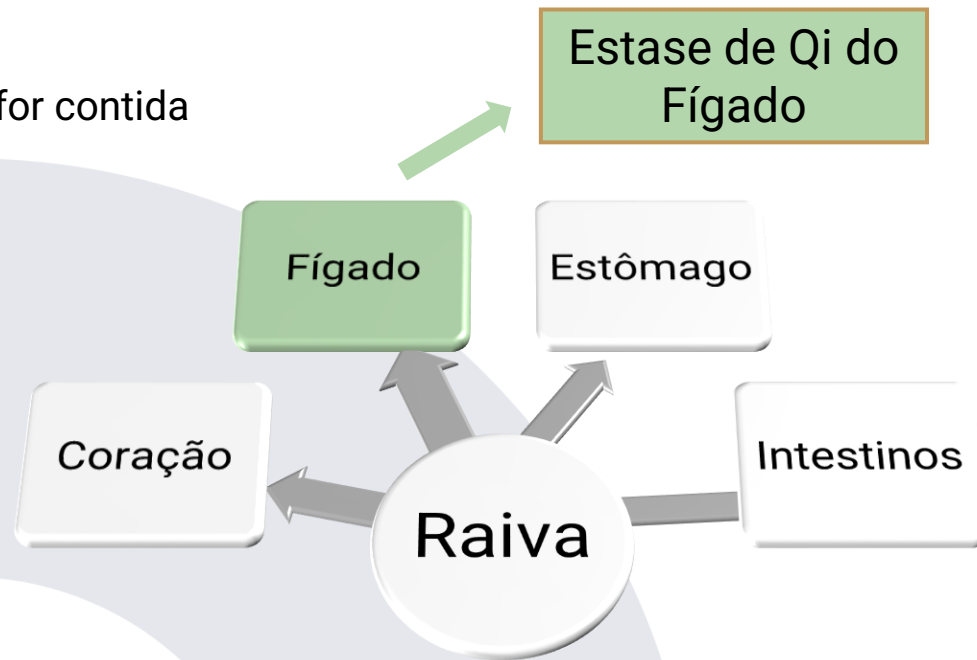 Estase de Qi do
Fígado
for contida
Fígado
Estômago
Coração
Intestinos
Raiva